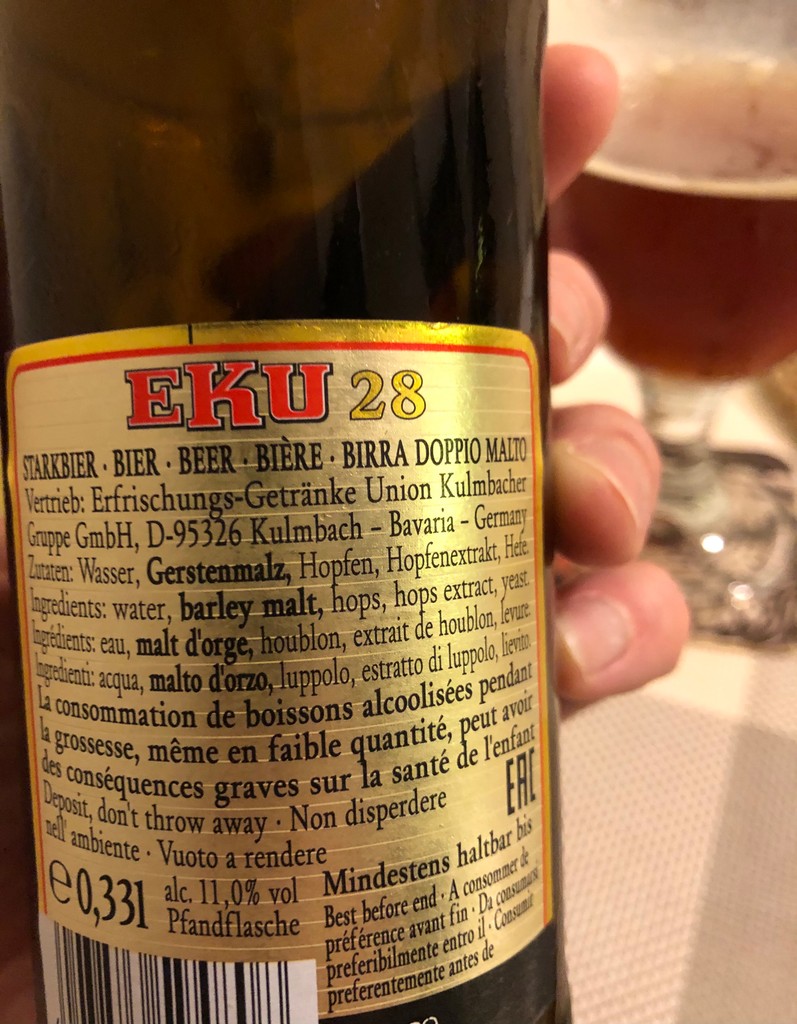 EKU 28
STARKBIER · BIER · BEER · BIÈRE · BIRRA DOPPIO MALTO
Vertrieb: Erfrischungs-Getränke Union Kulmbacher
Gruppe GmbH, D-95326 Kulmbach – Bavaria – Germany
Zutaten: Wasser, Gerstenmalz, Hopfen, Hopfenextrakt, Hefe.
Ingredients: water, barley malt, hops, hops extract, yeast.
Ingrédients: eau, malt d'orge, houblon, extrait de houblon, levure.
Ingredienti: acqua, malto d'orzo, luppolo, estratto di luppolo, lievito.
La consommation de boissons alcoolisées pendant
la grossesse, même en faible quantité, peut avoir
des conséquences graves sur la santé de l'enfant
Deposit, don't throw away · Non disperdere
nell' ambiente · Vuoto a rendere
EAC
e 0,33l
alc. 11,0% vol
Pfandflasche
Mindestens haltbar bis
Best before end · A consommer de
préférence avant fin · Da consumarsi
preferibilmente entro il · Consumir
preferentemente antes de